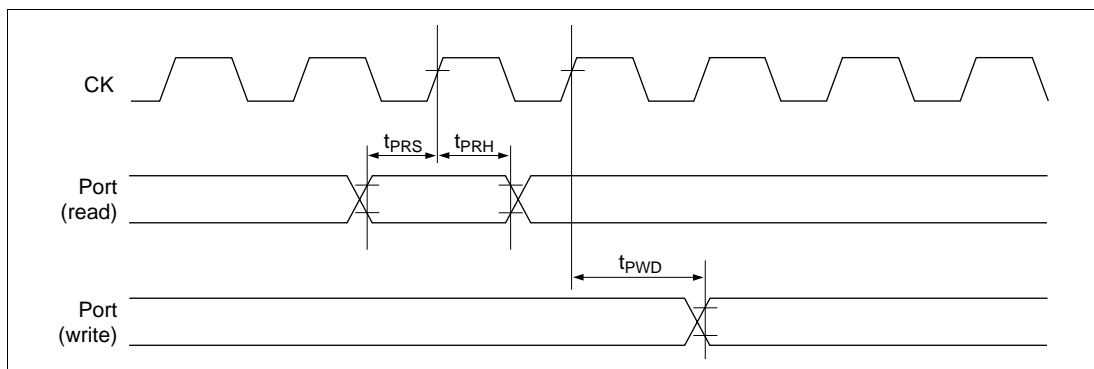 CK
tPRS
tPRH
Port
(read)
tPWD
Port
(write)